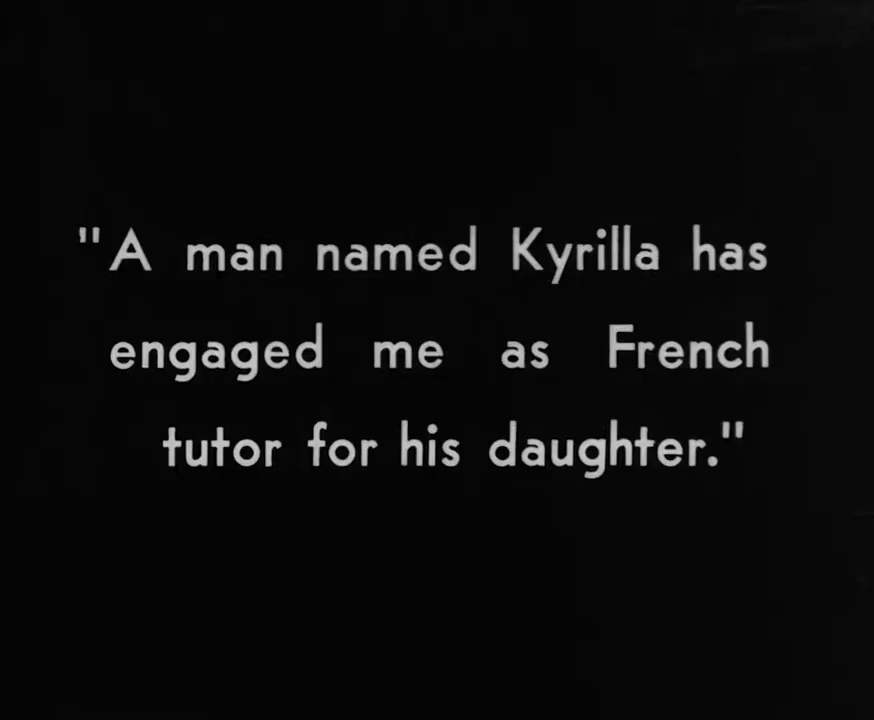 "A man named Kyrilla has
engaged me as French
tutor for his daughter."